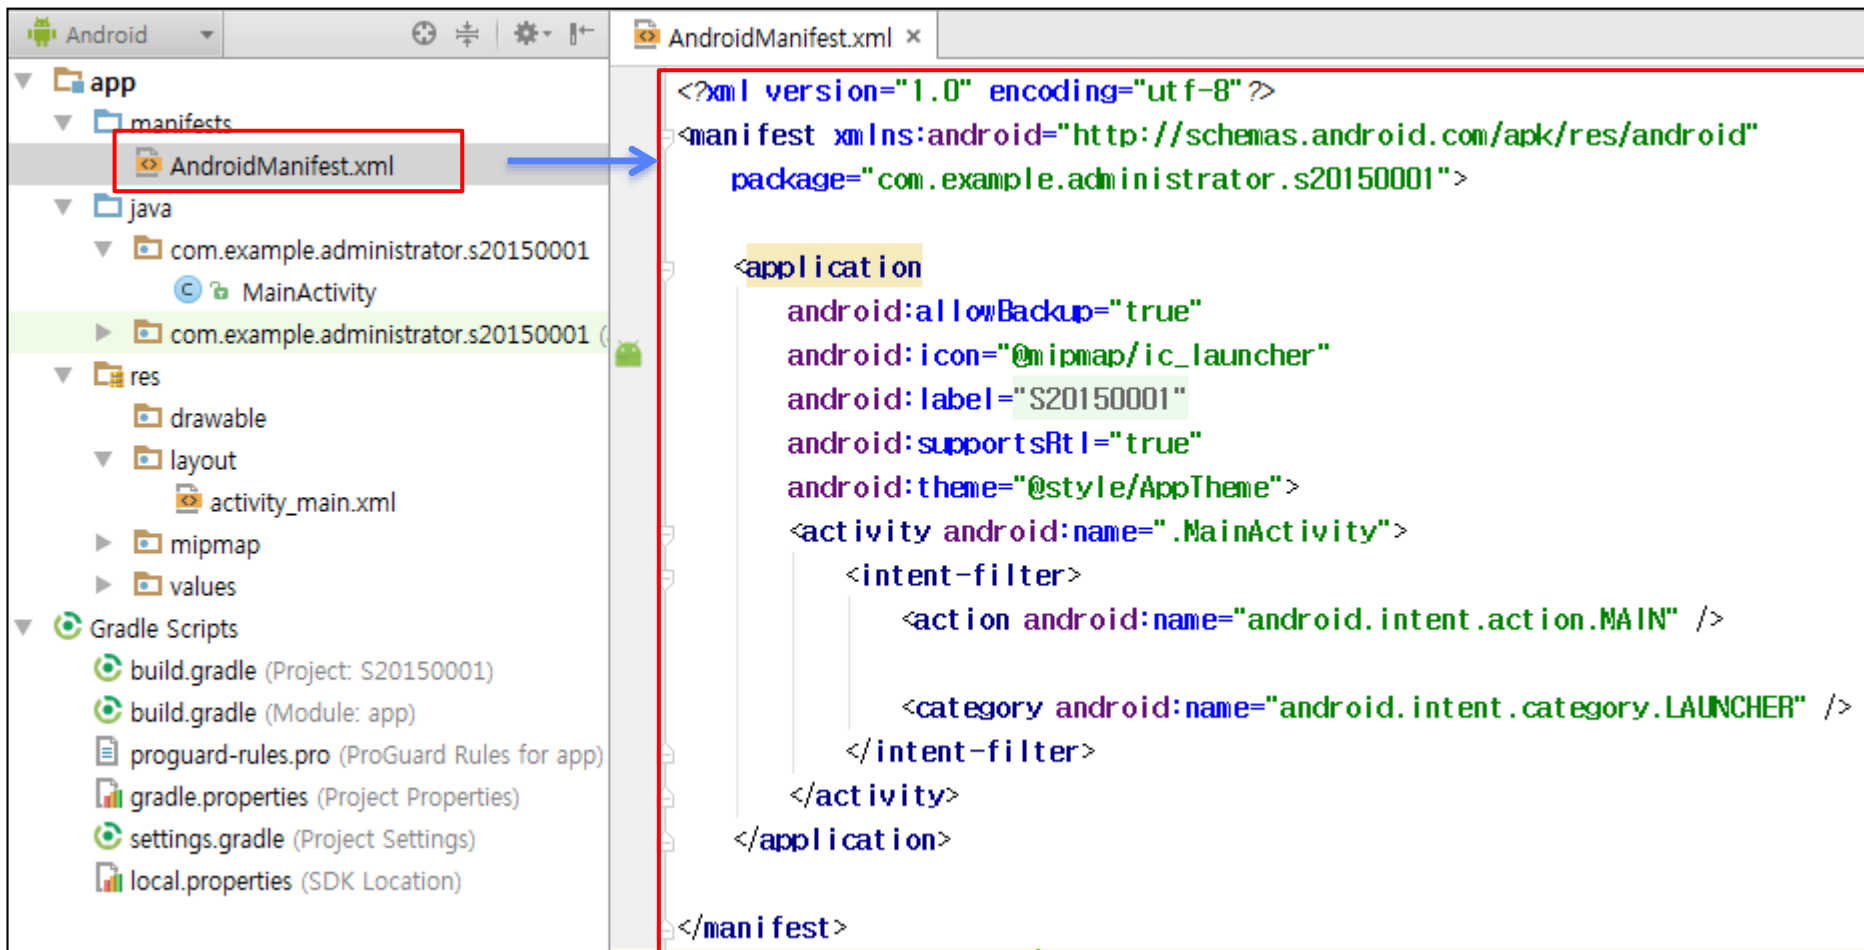 Android
app
manifests
AndroidManifest.xml
java
com.example.administrator.s20150001
MainActivity
com.example.administrator.s20150001 (
res
drawable
layout
activity_main.xml
mipmap
values
Gradle Scripts
build.gradle (Project: S20150001)
build.gradle (Module: app)
proguard-rules.pro (ProGuard Rules for app)
gradle.properties (Project Properties)
settings.gradle (Project Settings)
local.properties (SDK Location)
AndroidManifest.xml ×
<?xml version="1.0" encoding="utf-8"?>
<manifest xmlns:android="http://schemas.android.com/apk/res/android"
package="com.example.administrator.s20150001">
<application
android:allowBackup="true"
android:icon="@mipmap/ic_launcher"
android:label="S20150001"
android:supportsRtl="true"
android:theme="@style/AppTheme">
<activity android:name=".MainActivity">
<intent-filter>
<action android:name="android.intent.action.MAIN" />
<category android:name="android.intent.category.LAUNCHER" />
</intent-filter>
</activity>
</application>
</manifest>